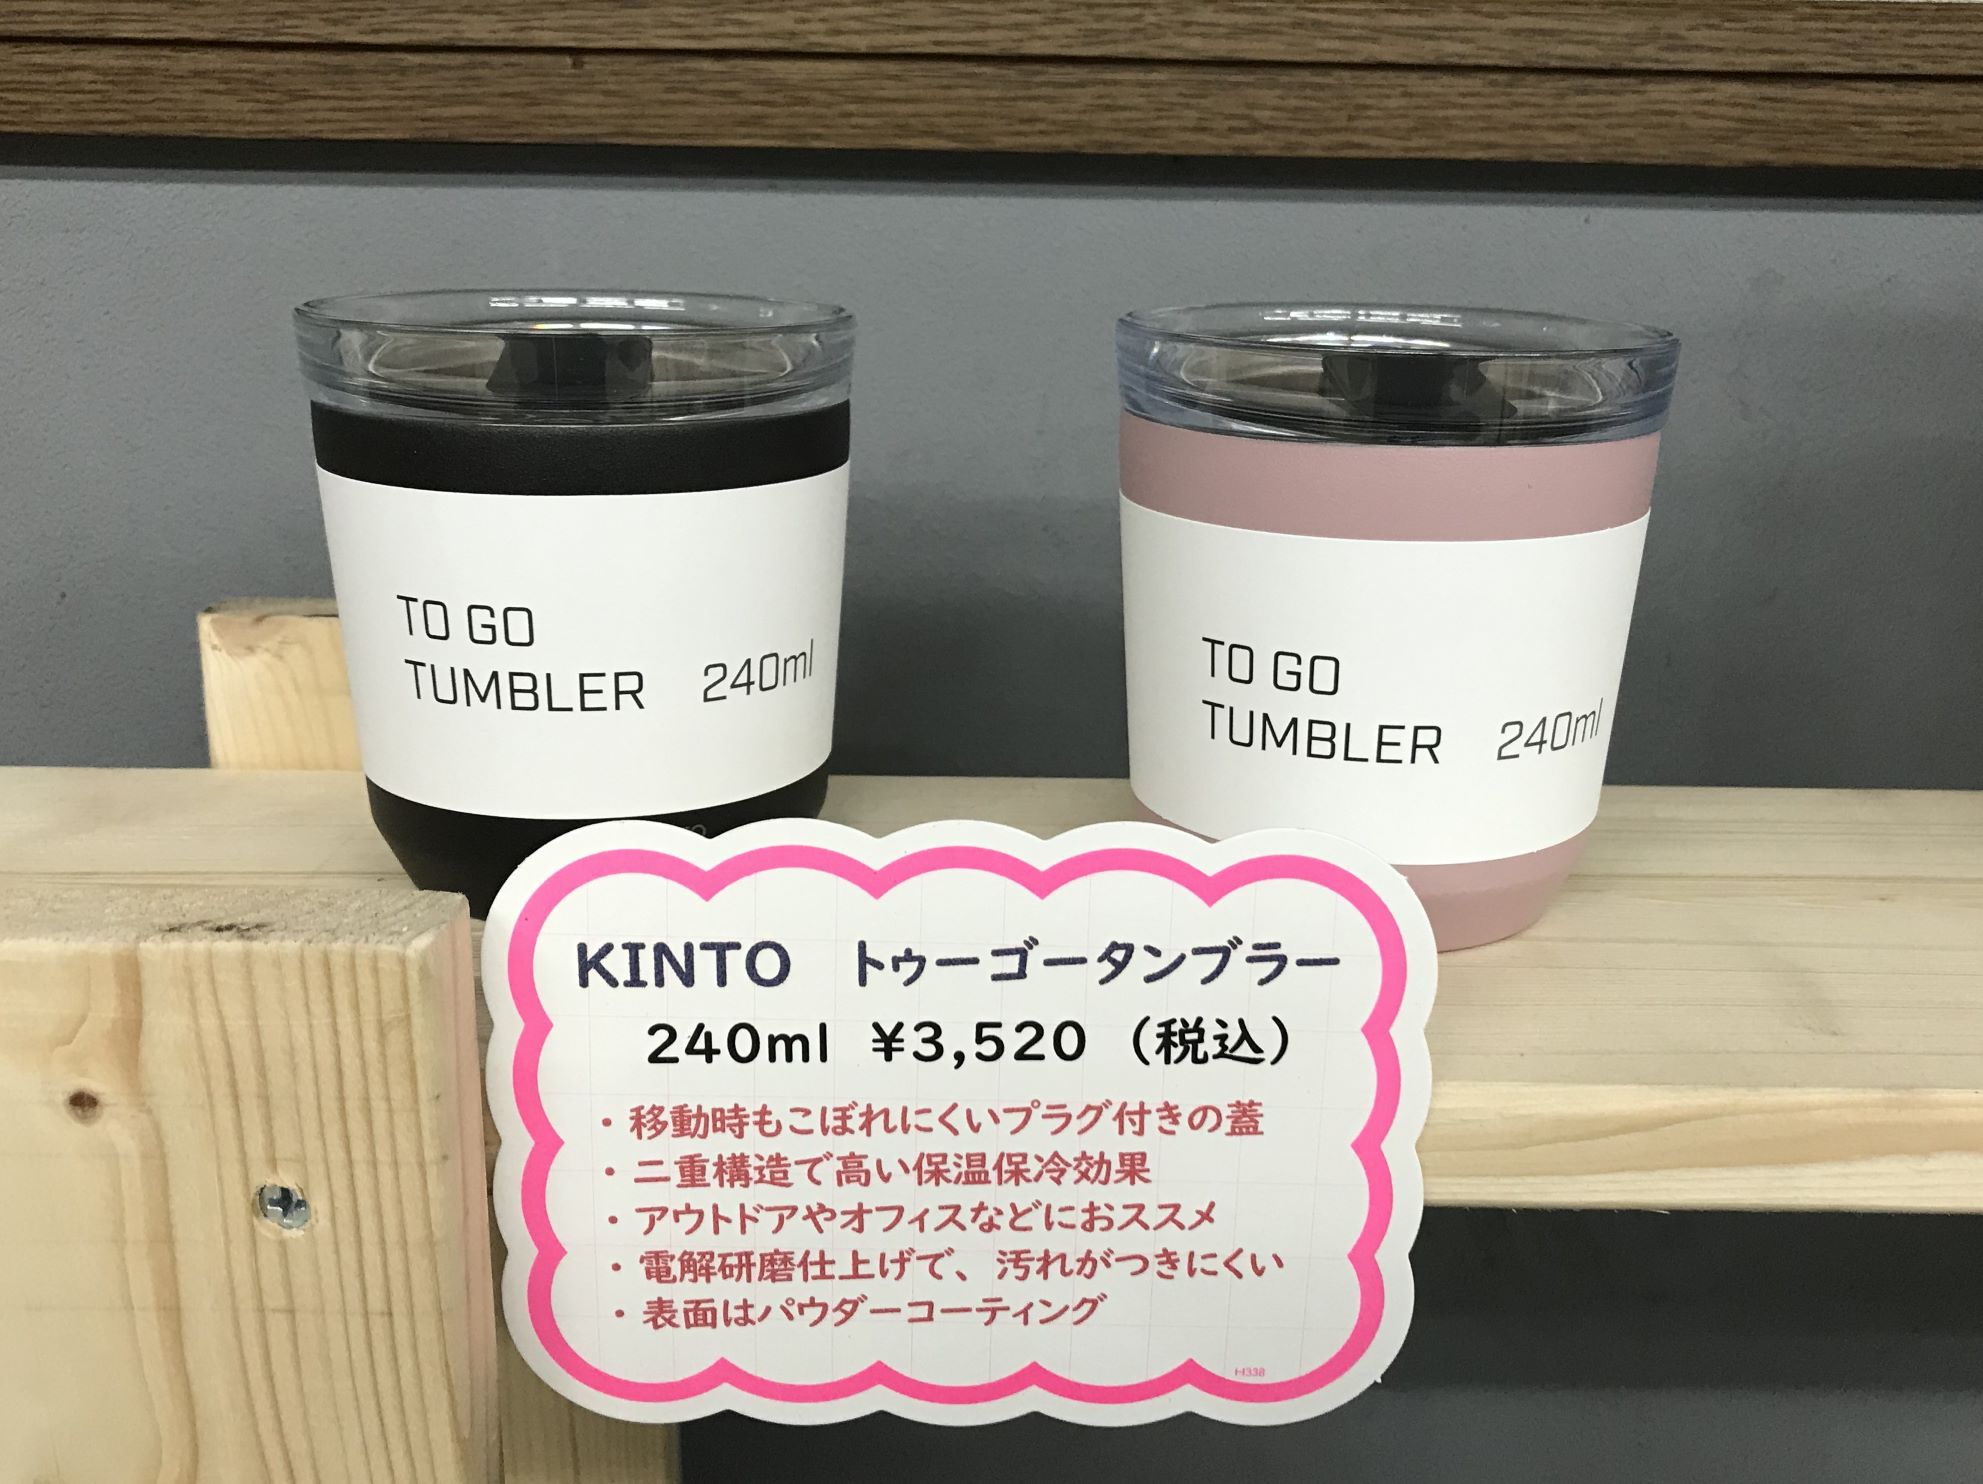 TO GO
TUMBLER 240ml
TO GO
TUMBLER 240ml
KINTO トゥーゴータンブラー
240ml ¥3,520（税込）
・移動時もこぼれにくいプラグ付きの蓋
・二重構造で高い保温保冷効果
・アウトドアやオフィスなどにおススメ
・電解研磨仕上げで、汚れがつきにくい
・表面はパウダーコーティング
H338